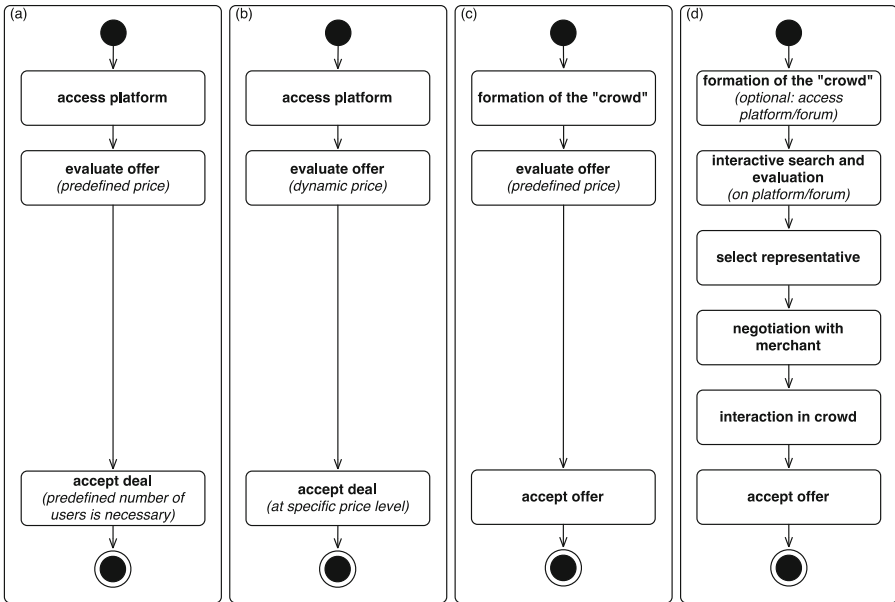 (a)
access platform
evaluate offer
(predefined price)
accept deal
(predefined number of
users is necessary)
(b)
access platform
evaluate offer
(dynamic price)
accept deal
(at specific price level)
(c)
formation of the "crowd"
evaluate offer
(predefined price)
accept offer
(d)
formation of the "crowd"
(optional: access
platform/forum)
interactive search and
evaluation
(on platform/forum)
select representative
negotiation with
merchant
interaction in crowd
accept offer